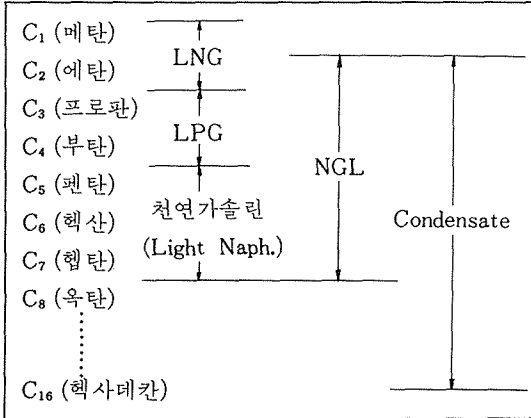 C₁ (메탄)
C₂ (에탄)
C₃ (프로판)
C₄ (부탄)
C₅ (펜탄)
C₆ (헥산)
C₇ (헵탄)
C₈ (옥탄)
C₁₆ (헥사데칸)
LNG
LPG
천연가솔린
(Light Naph.)
NGL
Condensate